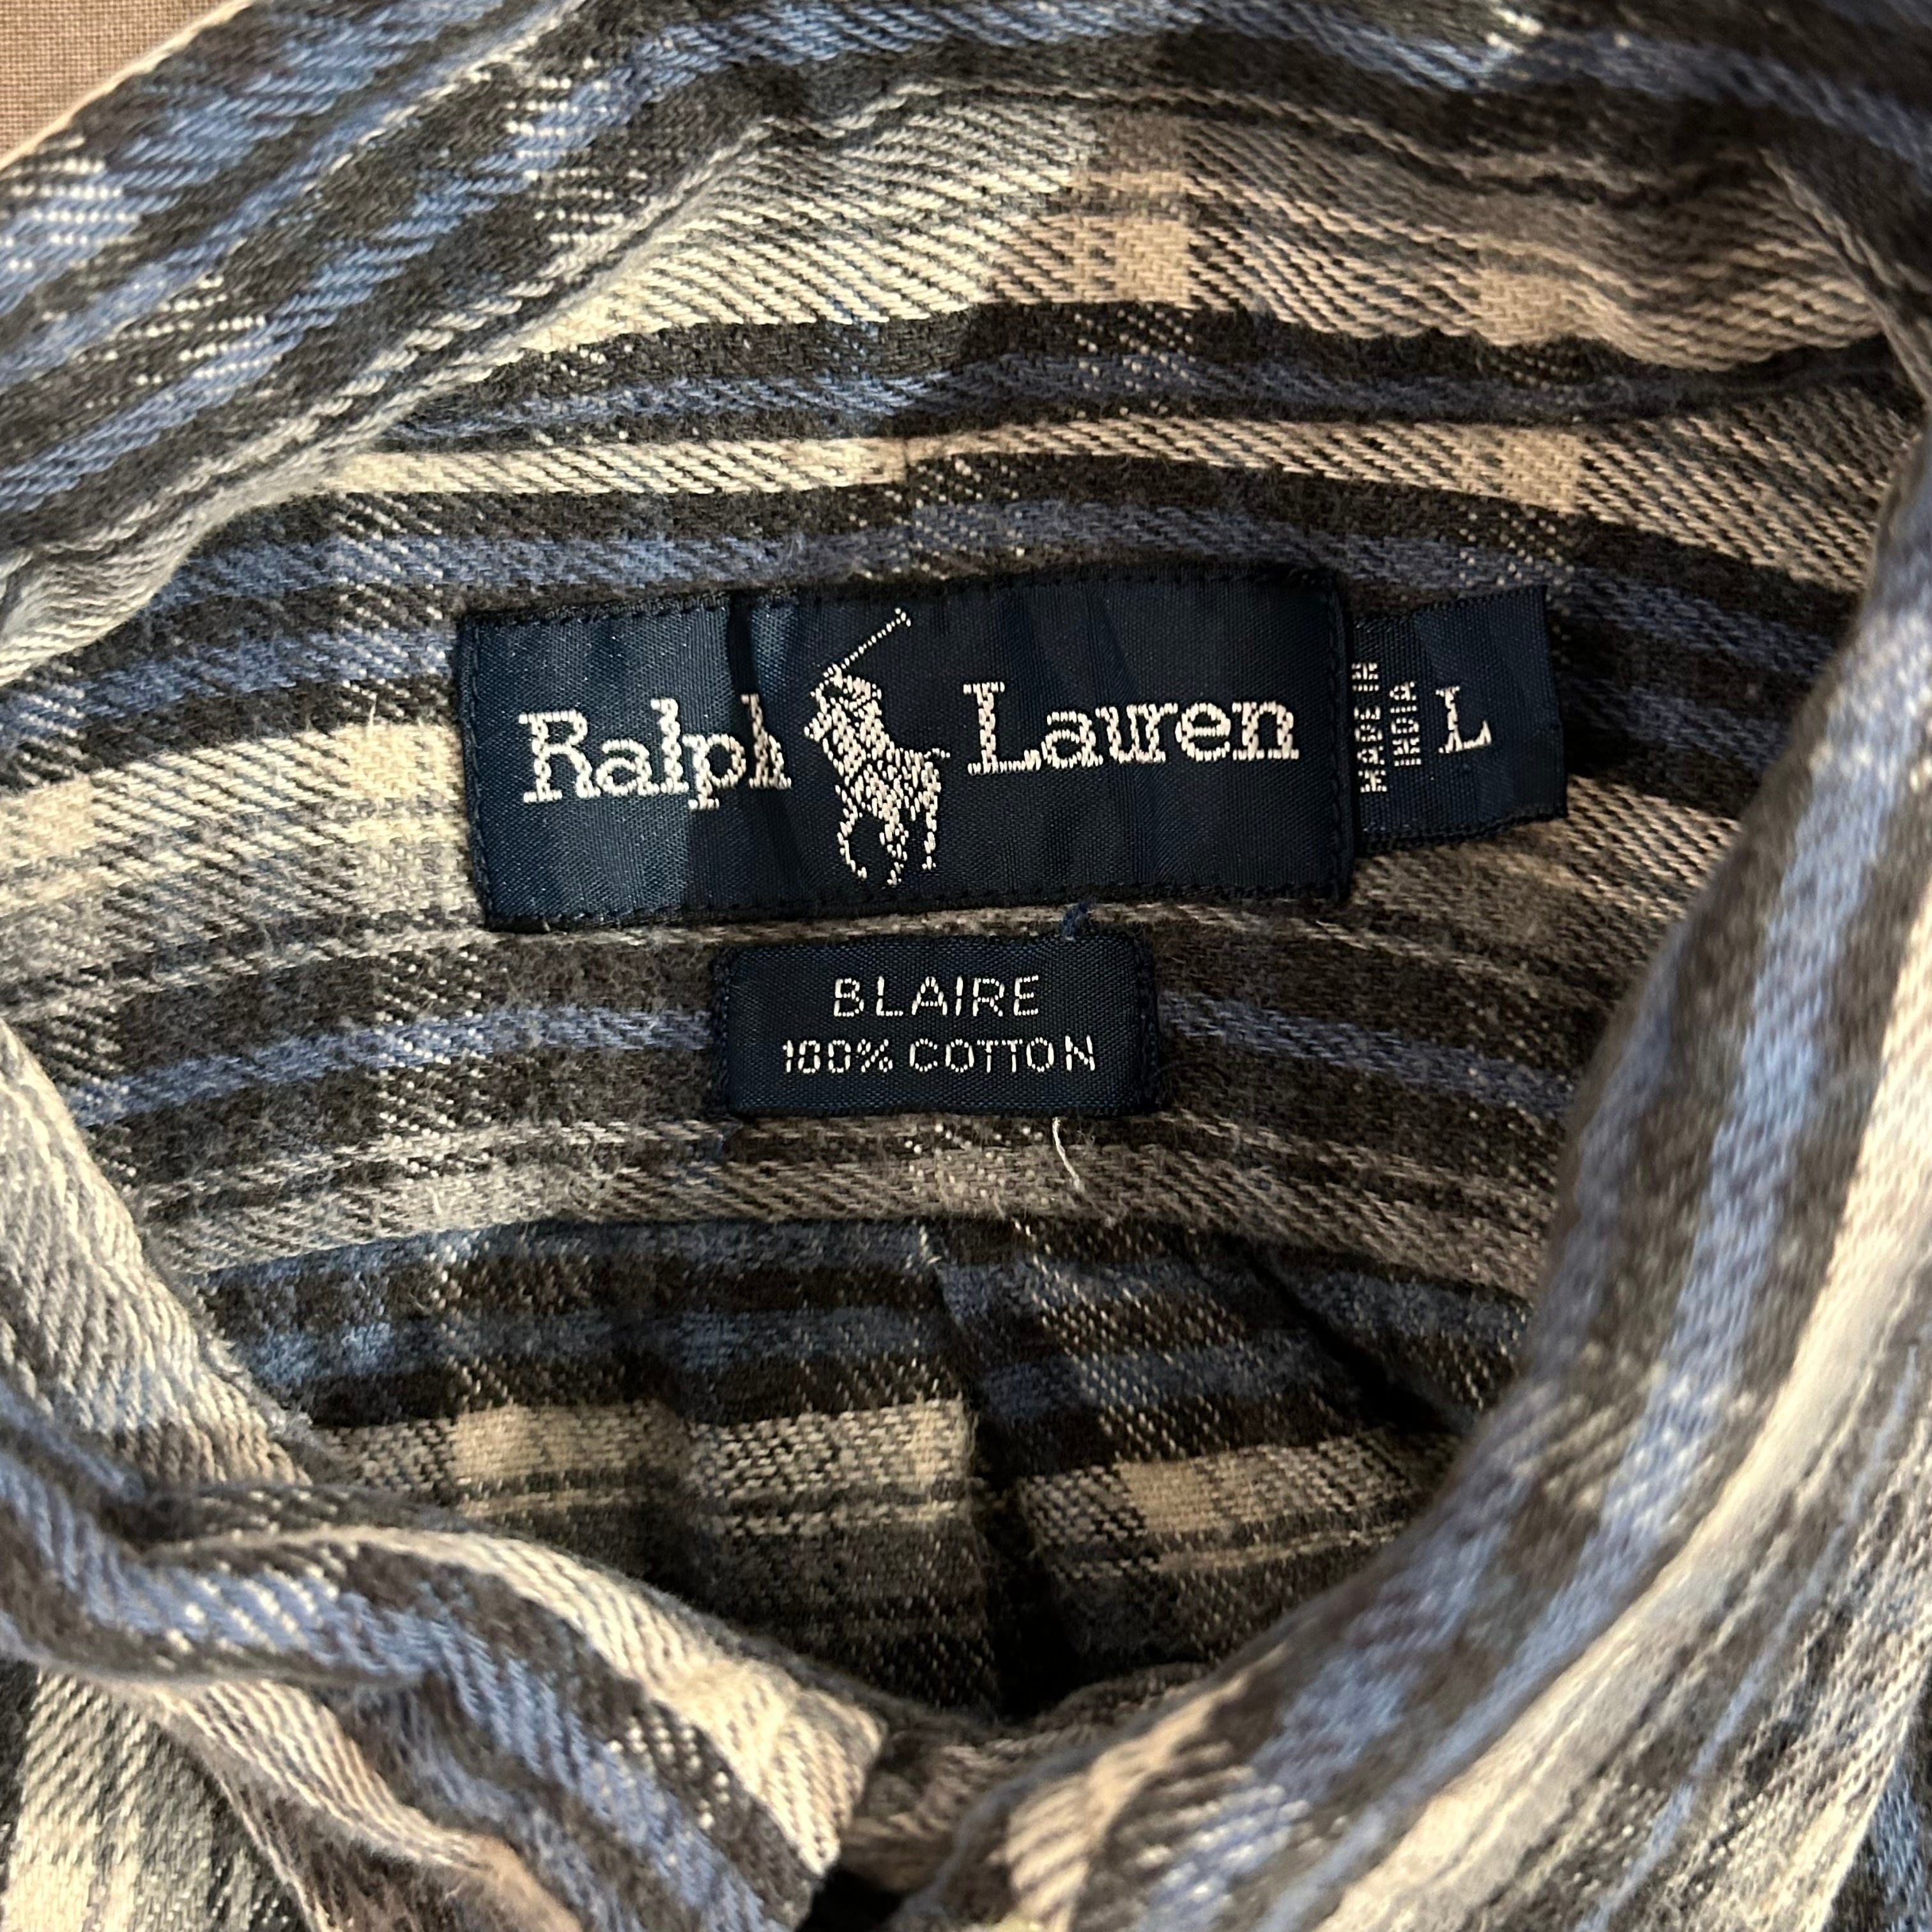 Ralph Lauren
MADE IN
INDIA
L
BLAIRE
100% COTTON